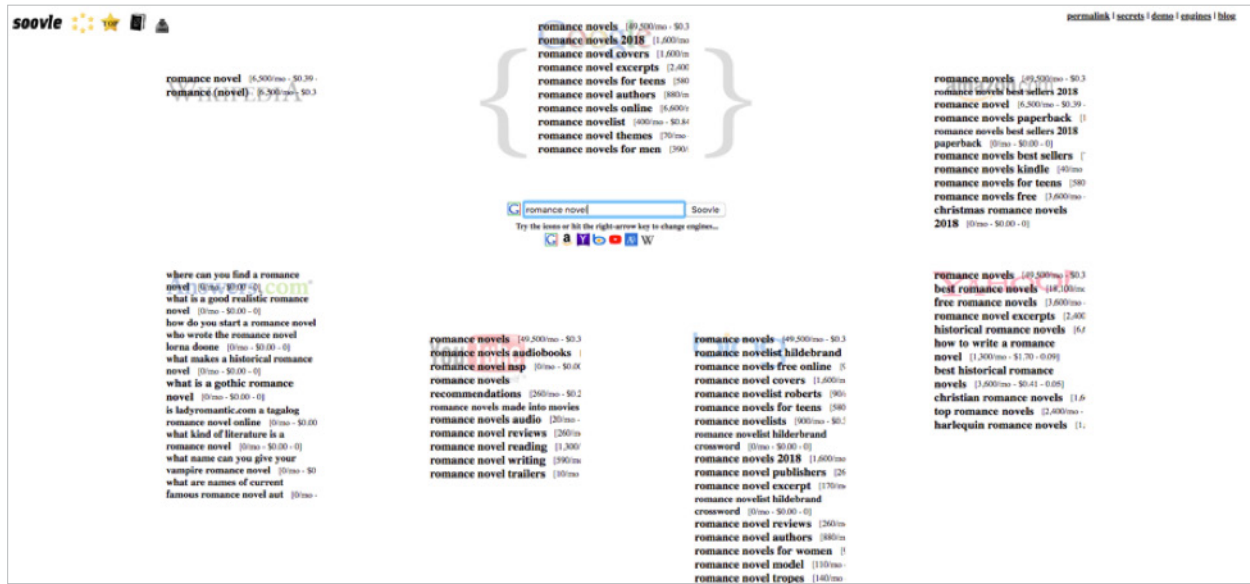 soovle TOP
permalink | secrets | demo | engines | blog
Google
romance novels [49,500/mo - $0.3
romance novels 2018 [1,600/mo
romance novel covers [1,600/m
romance novel excerpts [2,400
romance novels for teens [580
romance novel authors [880/m
romance novels online [6,600/
romance novelist [400/mo - $0.84
romance novel themes [70/mo
romance novels for men [390/
WIKIPEDIA
romance novel [6,500/mo - $0.39 -
romance (novel) [6,500/mo - $0.3
amazon.com
romance novels [49,500/mo - $0.3
romance novels best sellers 2018
romance novel [6,500/mo - $0.39 -
romance novels paperback [1
romance novels best sellers 2018
paperback [0/mo - $0.00 - 0]
romance novels best sellers [
romance novels kindle [40/mo
romance novels for teens [580
romance novels free [3,600/mo -
christmas romance novels
2018 [0/mo - $0.00 - 0]
romance novel Soovle
Try the icons or hit the right-arrow key to change engines...
Answers.com
where can you find a romance
novel [0/mo - $0.00 - 0]
what is a good realistic romance
novel [0/mo - $0.00 - 0]
how do you start a romance novel
who wrote the romance novel
lorna doone [0/mo - $0.00 - 0]
what makes a historical romance
novel [0/mo - $0.00 - 0]
what is a gothic romance
novel [0/mo - $0.00 - 0]
is ladyromantic.com a tagalog
romance novel online [0/mo - $0.00
what kind of literature is a
romance novel [0/mo - $0.00 - 0]
what name can you give your
vampire romance novel [0/mo - $0
what are names of current
famous romance novel aut [0/mo -
YouTube
romance novels [49,500/mo - $0.3
romance novels audiobooks
romance novel nsp [0/mo - $0.00
romance novels
recommendations [260/mo - $0.2
romance novels made into movies
romance novels audio [20/mo -
romance novel reviews [260/m
romance novel reading [1,300/
romance novel writing [590/m
romance novel trailers [10/mo
romance novels [49,500/mo - $0.3
romance novelist hildebrand
romance novels free online
romance novel covers [1,600/m
romance novelist roberts [90/
romance novels for teens [580
romance novelists [900/mo - $0.
romance novelist hilderbrand
crossword [0/mo - $0.00 - 0]
romance novels 2018 [1,600/mo
romance novel publishers [26
romance novel excerpt [170/m
romance novelist hildebrand
crossword [0/mo - $0.00 - 0]
romance novel reviews [260/m
romance novel authors [880/m
romance novels for women
romance novel model [110/mo -
romance novel tropes [140/mo
YAHOO!
romance novels [49,500/mo - $0.3
best romance novels [18,100/m
free romance novels [3,600/mo -
romance novel excerpts [2,400
historical romance novels [6,
how to write a romance
novel [1,300/mo - $1.70 - 0.09]
best historical romance
novels [3,600/mo - $0.41 - 0.05]
christian romance novels [1,6
top romance novels [2,400/mo -
harlequin romance novels [1,